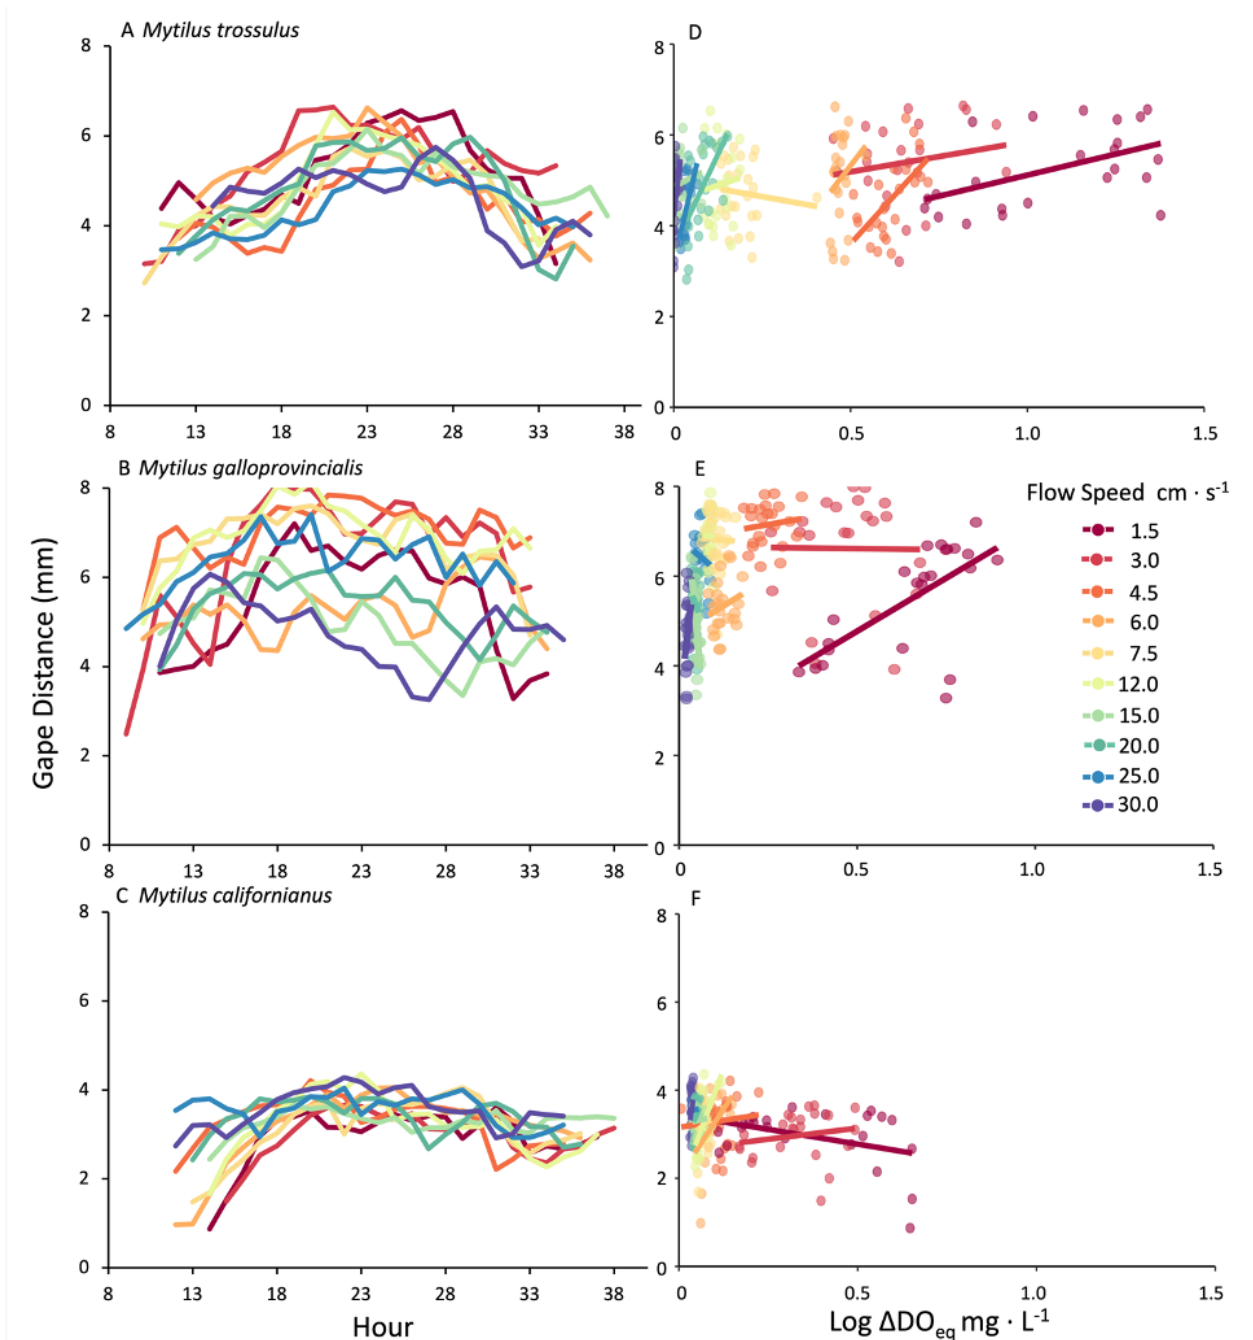 A Mytilus trossulus
D
8
6
4
2
0
8 13 18 23 28 33 38
8
6
4
2
0
0 0.5 1.0 1.5
B Mytilus galloprovincialis
E
8
6
4
2
0
8 13 18 23 28 33 38
8
6
4
2
0
0 0.5 1.0 1.5
Flow Speed cm · s⁻¹
1.5
3.0
4.5
6.0
7.5
12.0
15.0
20.0
25.0
30.0
Gape Distance (mm)
C Mytilus californianus
F
8
6
4
2
0
8 13 18 23 28 33 38
8
6
4
2
0
0 0.5 1.0 1.5
Hour
Log ΔDOeq mg · L⁻¹